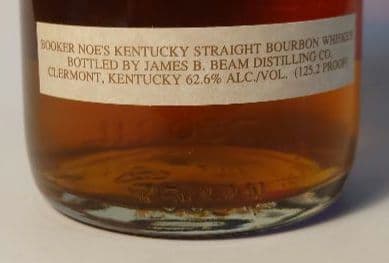 BOOKER NOE'S KENTUCKY STRAIGHT BOURBON WHISKEY
BOTTLED BY JAMES B. BEAM DISTILLING CO.
CLERMONT, KENTUCKY 62.6% ALC./VOL. (125.2 PROOF)